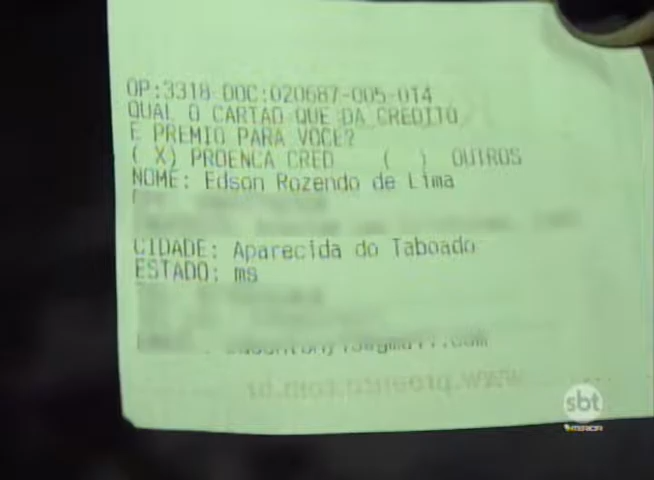 OP:3318 DOC:020687-005-014
QUAL O CARTAO QUE DA CREDITO
E PREMIO PARA VOCE?
( X) PROENCA CRED ( ) OUTROS
NOME: Edson Rozendo de Lima
CIDADE: Aparecida do Taboado
ESTADO: ms
sbt